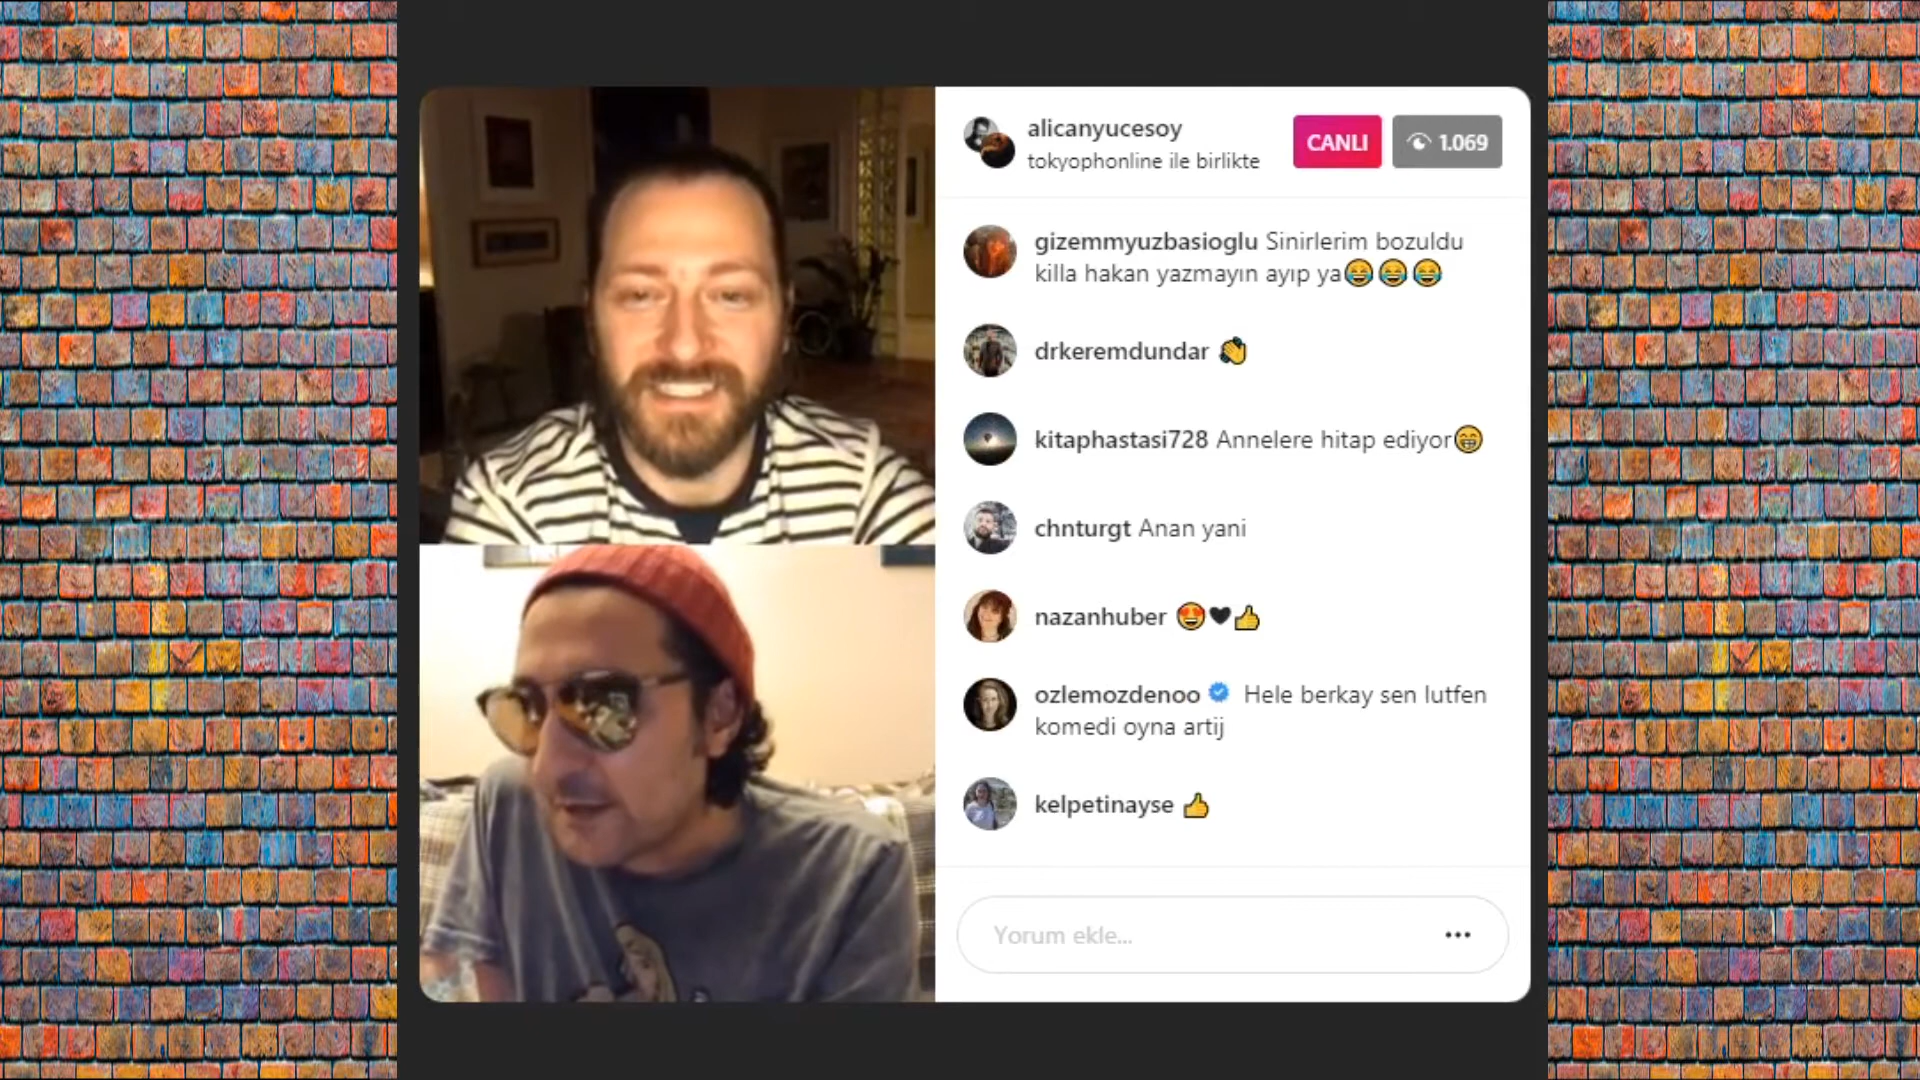 alicanyucesoy
tokyophonline ile birlikte
CANLI
1.069
gizemmyuzbasioglu Sinirlerim bozuldu
killa hakan yazmayın ayıp ya😂😂😂
drkeremdundar 👏
kitaphastasi728 Annelere hitap ediyor😁
chnturgt Anan yani
nazanhuber 😍🖤👍
ozlemozdenoo Hele berkay sen lutfen
komedi oyna artij
kelpetinayse 👍
Yorum ekle...